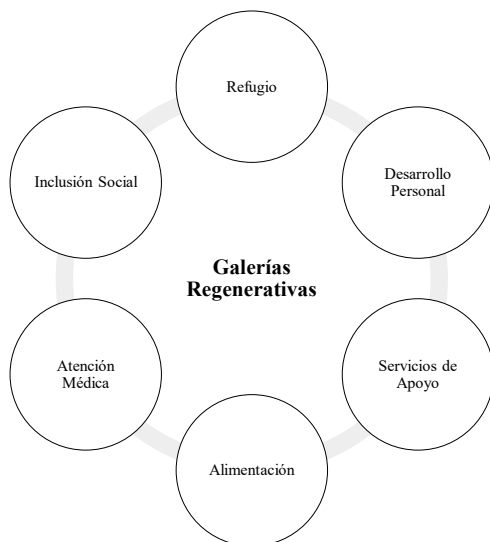 Refugio
Desarrollo
Personal
Servicios de
Apoyo
Alimentación
Atención
Médica
Inclusión Social
Galerías
Regenerativas